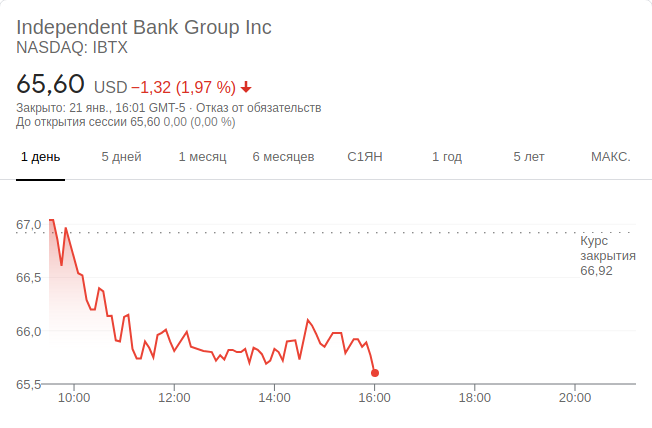 Independent Bank Group Inc
NASDAQ: IBTX
65,60 USD −1,32 (1,97 %)
Закрыто: 21 янв., 16:01 GMT-5 · Отказ от обязательств
До открытия сессии 65,60 0,00 (0,00 %)
1 день 5 дней 1 месяц 6 месяцев С1ЯН 1 год 5 лет МАКС.
67,0
Курс
закрытия
66,92
66,5
66,0
65,5
10:00 12:00 14:00 16:00 18:00 20:00